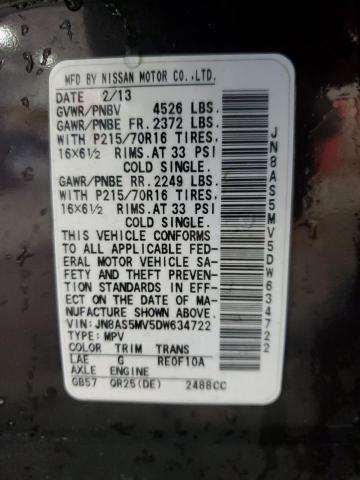 MFD BY NISSAN MOTOR CO.,LTD.
DATE 2/13
GVWR/PNBV 4526 LBS.
GAWR/PNBE FR. 2372 LBS.
WITH P215/70R16 TIRES,
16X6½ RIMS.AT 33 PSI
COLD SINGLE.
GAWR/PNBE RR. 2249 LBS.
WITH P215/70R16 TIRES,
16X6½ RIMS.AT 33 PSI
COLD SINGLE.
THIS VEHICLE CONFORMS
TO ALL APPLICABLE FED-
ERAL MOTOR VEHICLE SA-
FETY AND THEFT PREVEN-
TION STANDARDS IN EFF-
ECT ON THE DATE OF MA-
NUFACTURE SHOWN ABOVE
VIN: JN8AS5MV5DW634722
TYPE: MPV
COLOR TRIM TRANS
LAE G RE0F10A
AXLE ENGINE
GB57 QR25(DE) 2488CC
JN8AS5MV5DW634722